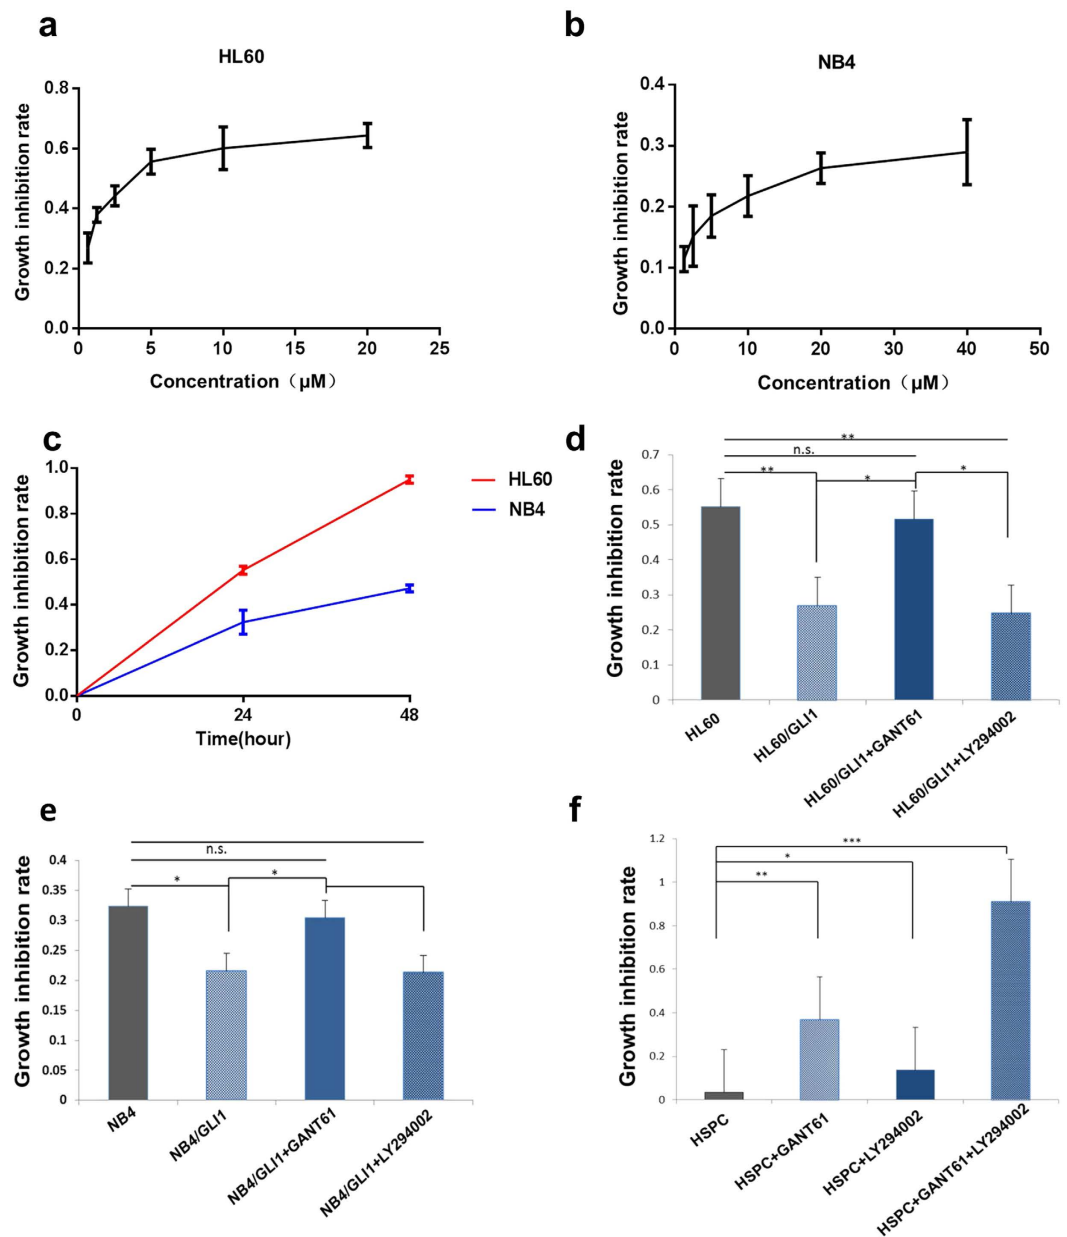 a
HL60
Growth inhibition rate
0.8
0.6
0.4
0.2
0.0
0 5 10 15 20 25
Concentration（μM）
b
NB4
Growth inhibition rate
0.4
0.3
0.2
0.1
0.0
0 10 20 30 40 50
Concentration（μM）
c
Growth inhibition rate
1.0
0.8
0.6
0.4
0.2
0.0
0 24 48
Time(hour)
HL60
NB4
d
Growth inhibition rate
0.7
0.6
0.5
0.4
0.3
0.2
0.1
0
**
n.s.
**
*
*
HL60
HL60/GLI1
HL60/GLI1+GANT61
HL60/GLI1+LY294002
e
Growth inhibition rate
0.4
0.35
0.3
0.25
0.2
0.15
0.1
0.05
0
n.s.
*
*
NB4
NB4/GLI1
NB4/GLI1+GANT61
NB4/GLI1+LY294002
f
Growth inhibition rate
1.2
1
0.8
0.6
0.4
0.2
0
***
*
**
HSPC
HSPC+GANT61
HSPC+LY294002
HSPC+GANT61+LY294002